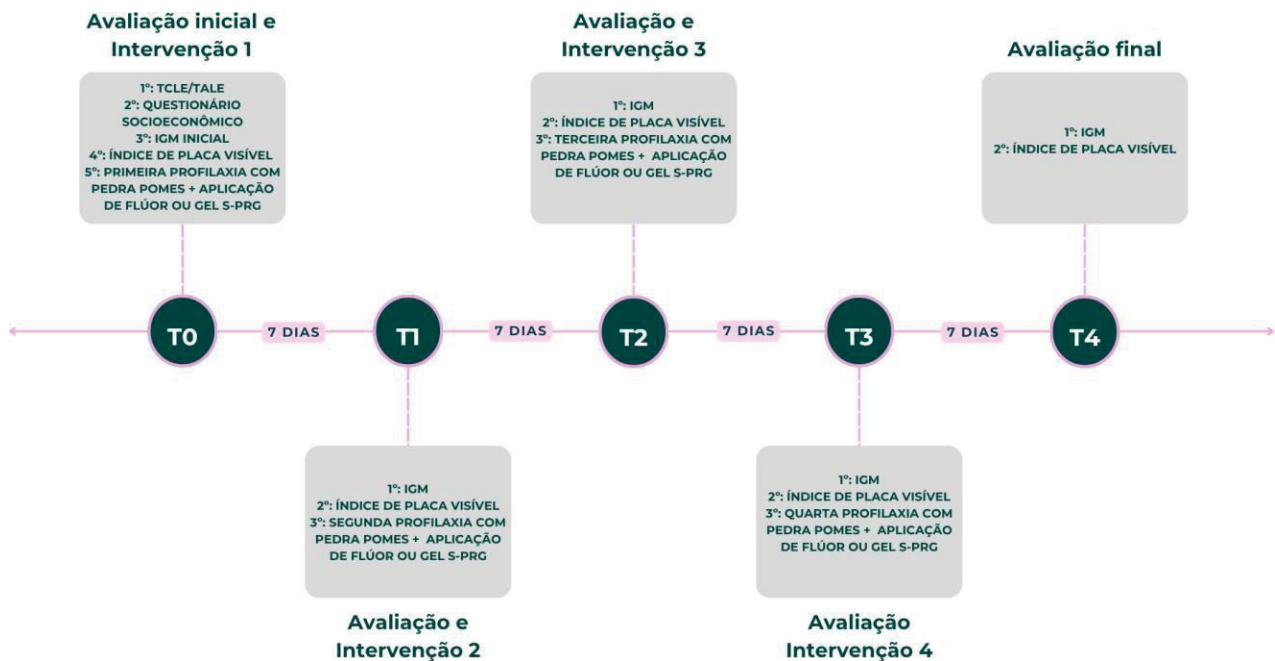 Avaliação inicial e
Intervenção 1
1º: TCLE/TALE
2º: QUESTIONÁRIO
SOCIOECONÔMICO
3º: IGM INICIAL
4º: ÍNDICE DE PLACA VISÍVEL
5º: PRIMEIRA PROFILAXIA COM
PEDRA POMES + APLICAÇÃO
DE FLÚOR OU GEL S-PRG
Avaliação e
Intervenção 3
1º: IGM
2º: ÍNDICE DE PLACA VISÍVEL
3º: TERCEIRA PROFILAXIA COM
PEDRA POMES + APLICAÇÃO
DE FLÚOR OU GEL S-PRG
Avaliação final
1º: IGM
2º: ÍNDICE DE PLACA VISÍVEL
T0
7 DIAS
T1
7 DIAS
T2
7 DIAS
T3
7 DIAS
T4
1º: IGM
2º: ÍNDICE DE PLACA VISÍVEL
3º: SEGUNDA PROFILAXIA COM
PEDRA POMES + APLICAÇÃO
DE FLÚOR OU GEL S-PRG
Avaliação e
Intervenção 2
1º: IGM
2º: ÍNDICE DE PLACA VISÍVEL
3º: QUARTA PROFILAXIA COM
PEDRA POMES + APLICAÇÃO
DE FLÚOR OU GEL S-PRG
Avaliação
Intervenção 4